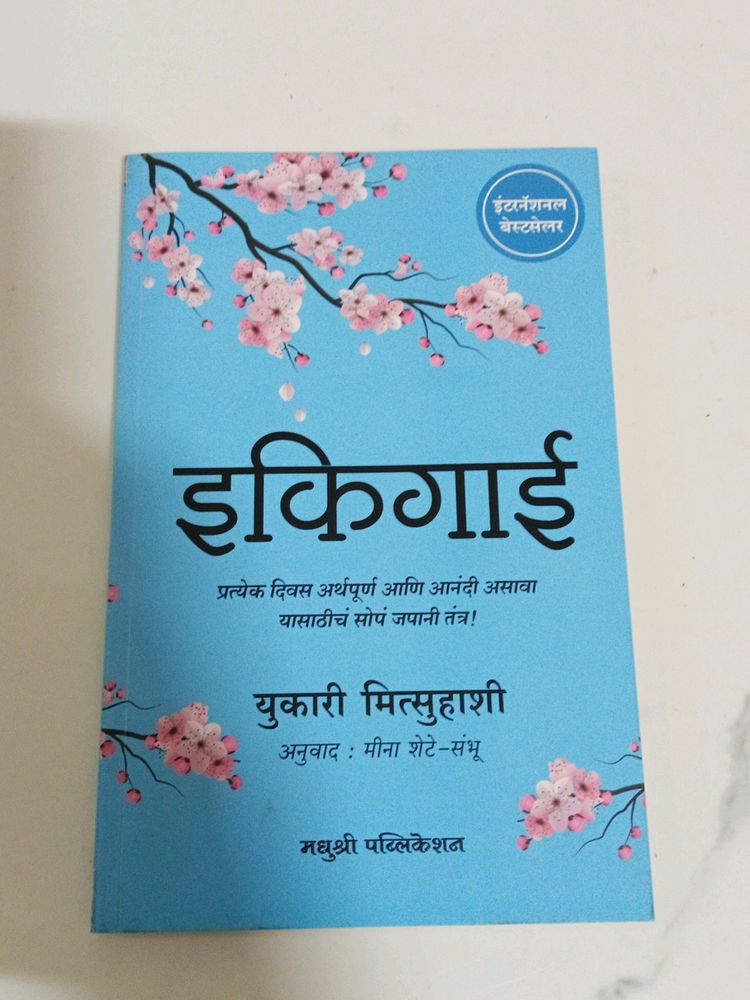 इंटरनॅशनल
बेस्टसेलर
इकिगाई
प्रत्येक दिवस अर्थपूर्ण आणि आनंदी असावा
यासाठीचं सोपं जपानी तंत्र!
युकारी मित्सुहाशी
अनुवाद : मीना शेटे-संभू
मधुश्री पब्लिकेशन